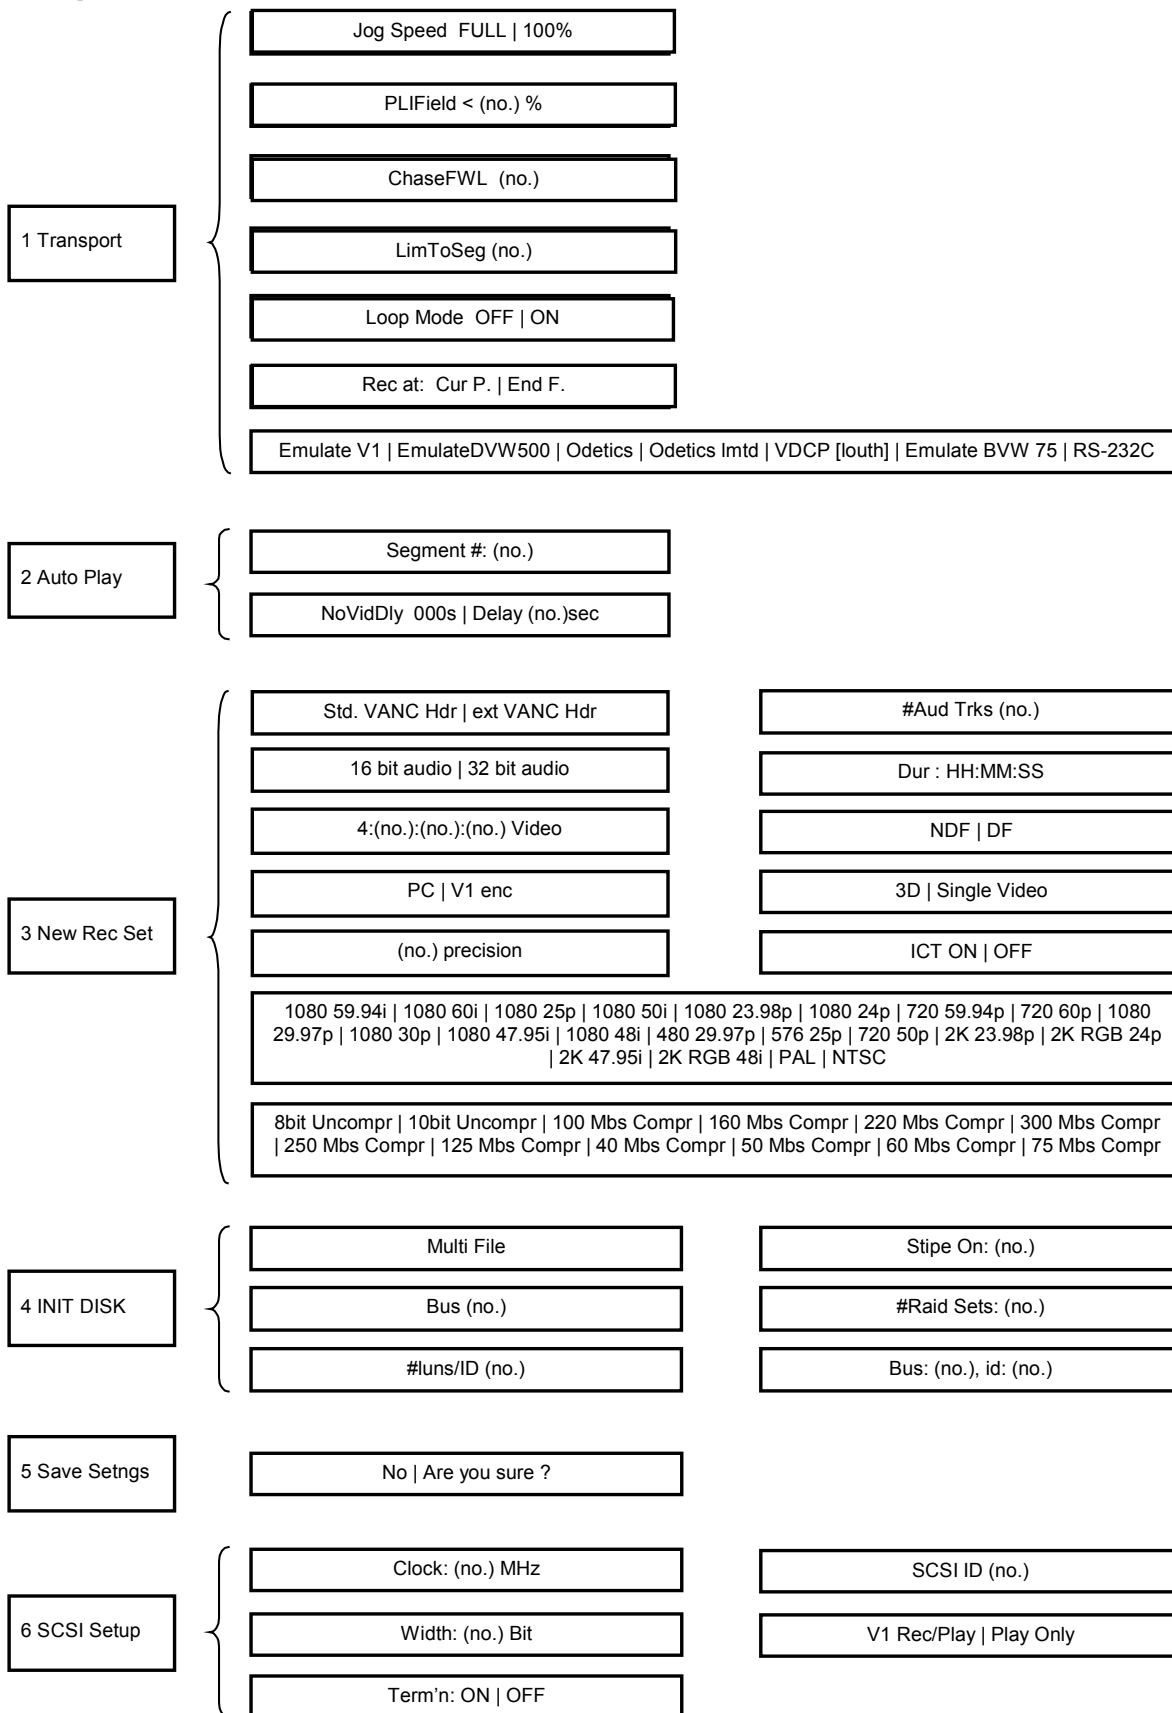 Jog Speed  FULL | 100%
PLIField < (no.) %
ChaseFWL  (no.)
1 Transport
LimToSeg (no.)
Loop Mode  OFF | ON
Rec at:  Cur P. | End F.
Emulate V1 | EmulateDVW500 | Odetics | Odetics lmtd | VDCP [louth] | Emulate BVW 75 | RS-232C
2 Auto Play
Segment #: (no.)
NoVidDly  000s | Delay (no.)sec
3 New Rec Set
Std. VANC Hdr | ext VANC Hdr
#Aud Trks (no.)
16 bit audio | 32 bit audio
Dur : HH:MM:SS
4:(no.):(no.):(no.) Video
NDF | DF
PC | V1 enc
3D | Single Video
(no.) precision
ICT ON | OFF
1080 59.94i | 1080 60i | 1080 25p | 1080 50i | 1080 23.98p | 1080 24p | 720 59.94p | 720 60p | 1080
29.97p | 1080 30p | 1080 47.95i | 1080 48i | 480 29.97p | 576 25p | 720 50p | 2K 23.98p | 2K RGB 24p
| 2K 47.95i | 2K RGB 48i | PAL | NTSC
8bit Uncompr | 10bit Uncompr | 100 Mbs Compr | 160 Mbs Compr | 220 Mbs Compr | 300 Mbs Compr
| 250 Mbs Compr | 125 Mbs Compr | 40 Mbs Compr | 50 Mbs Compr | 60 Mbs Compr | 75 Mbs Compr
4 INIT DISK
Multi File
Stipe On: (no.)
Bus (no.)
#Raid Sets: (no.)
#luns/ID (no.)
Bus: (no.), id: (no.)
5 Save Setngs
No | Are you sure ?
6 SCSI Setup
Clock: (no.) MHz
SCSI ID (no.)
Width: (no.) Bit
V1 Rec/Play | Play Only
Term’n: ON | OFF